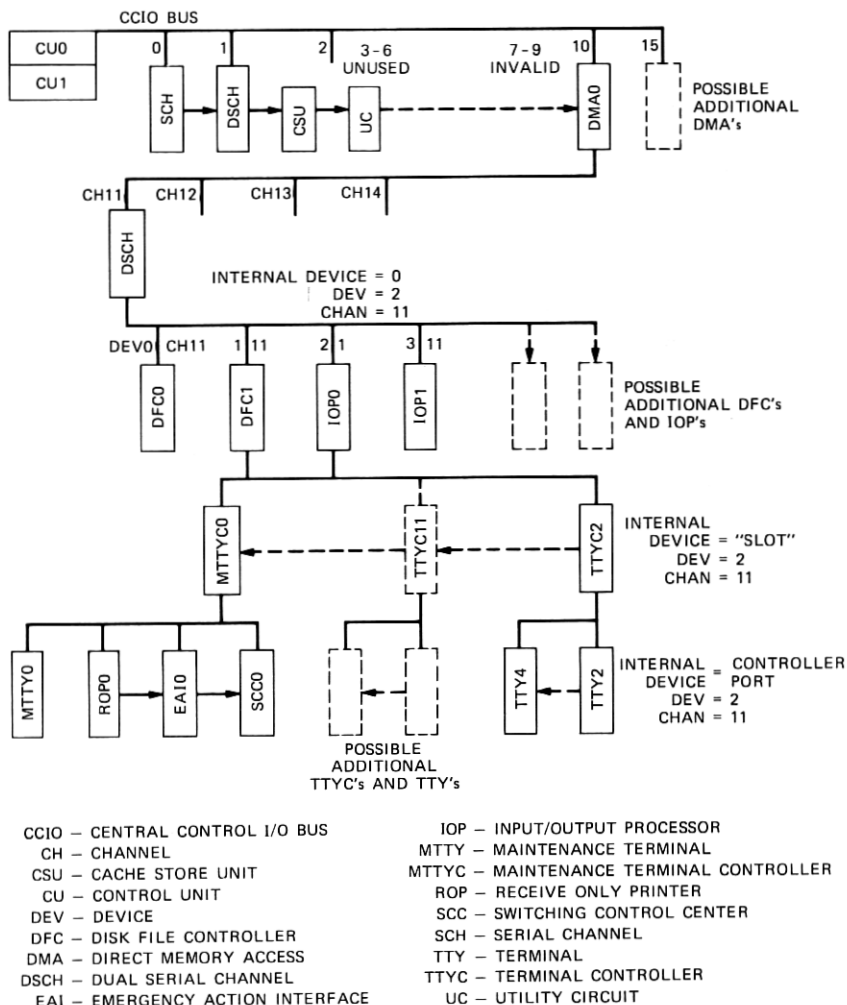 CCIO BUS
CU0
CU1
0
1
2
3-6
UNUSED
7-9
INVALID
10
15
SCH
DSCH
CSU
UC
DMA0
POSSIBLE
ADDITIONAL
DMA's
CH11
CH12
CH13
CH14
DSCH
INTERNAL DEVICE = 0
DEV = 2
CHAN = 11
DEV0 CH11
1 11
2 1
3 11
DFC0
DFC1
IOP0
IOP1
POSSIBLE
ADDITIONAL DFC's
AND IOP's
MTTYC0
TTYC11
TTYC2
INTERNAL
DEVICE = "SLOT"
DEV = 2
CHAN = 11
MTTY0
ROP0
EAI0
SCC0
TTY4
TTY2
INTERNAL = CONTROLLER
DEVICE PORT
DEV = 2
CHAN = 11
POSSIBLE
ADDITIONAL
TTYC's AND TTY's
CCIO – CENTRAL CONTROL I/O BUS
CH – CHANNEL
CSU – CACHE STORE UNIT
CU – CONTROL UNIT
DEV – DEVICE
DFC – DISK FILE CONTROLLER
DMA – DIRECT MEMORY ACCESS
DSCH – DUAL SERIAL CHANNEL
EAI – EMERGENCY ACTION INTERFACE
IOP – INPUT/OUTPUT PROCESSOR
MTTY – MAINTENANCE TERMINAL
MTTYC – MAINTENANCE TERMINAL CONTROLLER
ROP – RECEIVE ONLY PRINTER
SCC – SWITCHING CONTROL CENTER
SCH – SERIAL CHANNEL
TTY – TERMINAL
TTYC – TERMINAL CONTROLLER
UC – UTILITY CIRCUIT